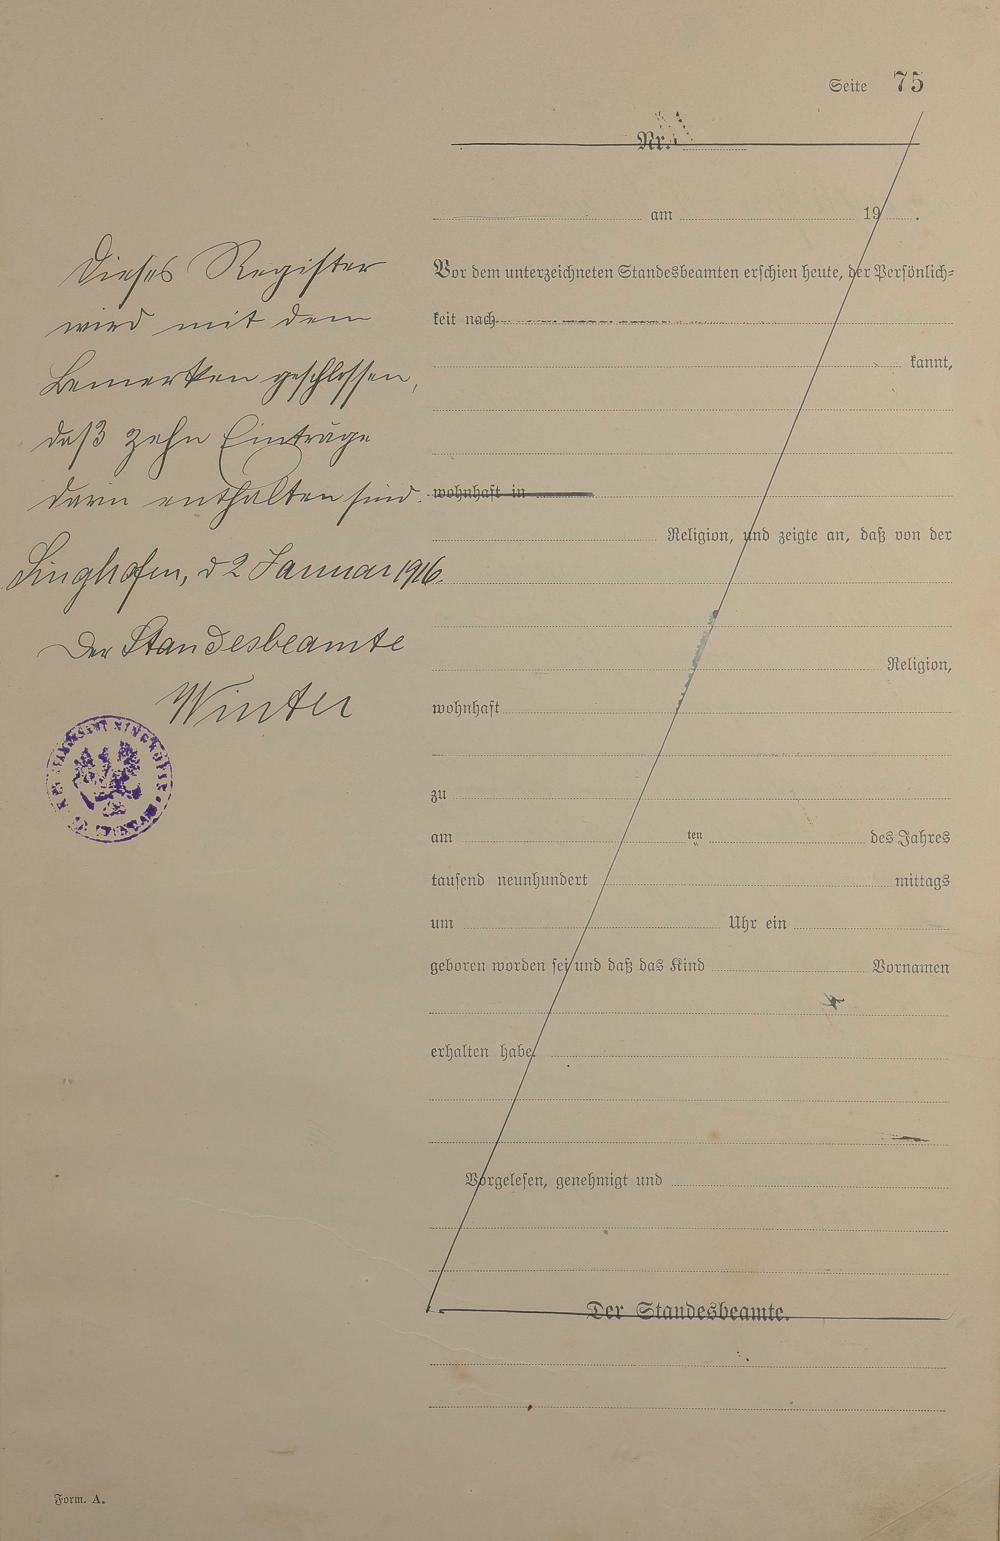 Seite 75
Nr.
am 19 .
Dieses Register
wird mit dem
Bemerken geschlossen,
daß zehn Einträge
darin enthalten sind.
Singhofen, d 2 Januar 1916.
Der Standesbeamte
Winter
Vor dem unterzeichneten Standesbeamten erschien heute, der Persönlich-
keit nach
kannt,
wohnhaft in
Religion, und zeigte an, daß von der
Religion,
wohnhaft
zu
am ten des Jahres
tausend neunhundert mittags
um Uhr ein
geboren worden sei und daß das Kind Vornamen
erhalten habe.
Vorgelesen, genehmigt und
Der Standesbeamte.
Form. A.